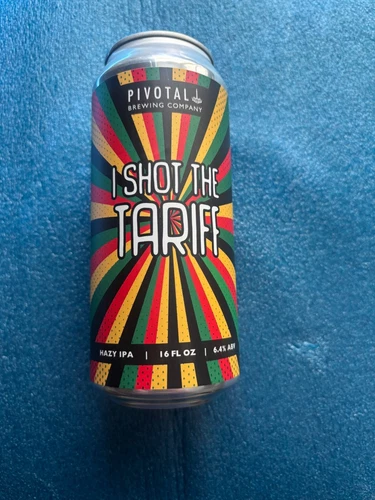 PIVOTAL
BREWING COMPANY
I SHOT THE
TARIFF
HAZY IPA | 16 FL OZ | 6.4% ABV